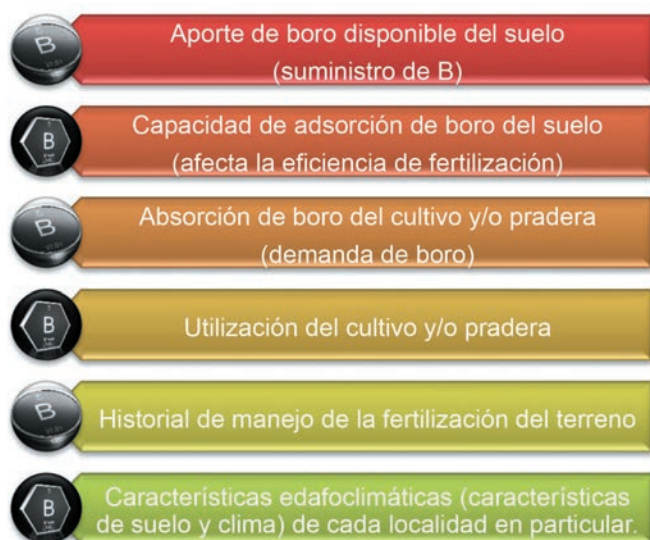 B
Aporte de boro disponible del suelo
(suministro de B)
B
Capacidad de adsorción de boro del suelo
(afecta la eficiencia de fertilización)
B
Absorción de boro del cultivo y/o pradera
(demanda de boro)
B
Utilización del cultivo y/o pradera
B
Historial de manejo de la fertilización del terreno
B
Características edafoclimáticas (características
de suelo y clima) de cada localidad en particular.